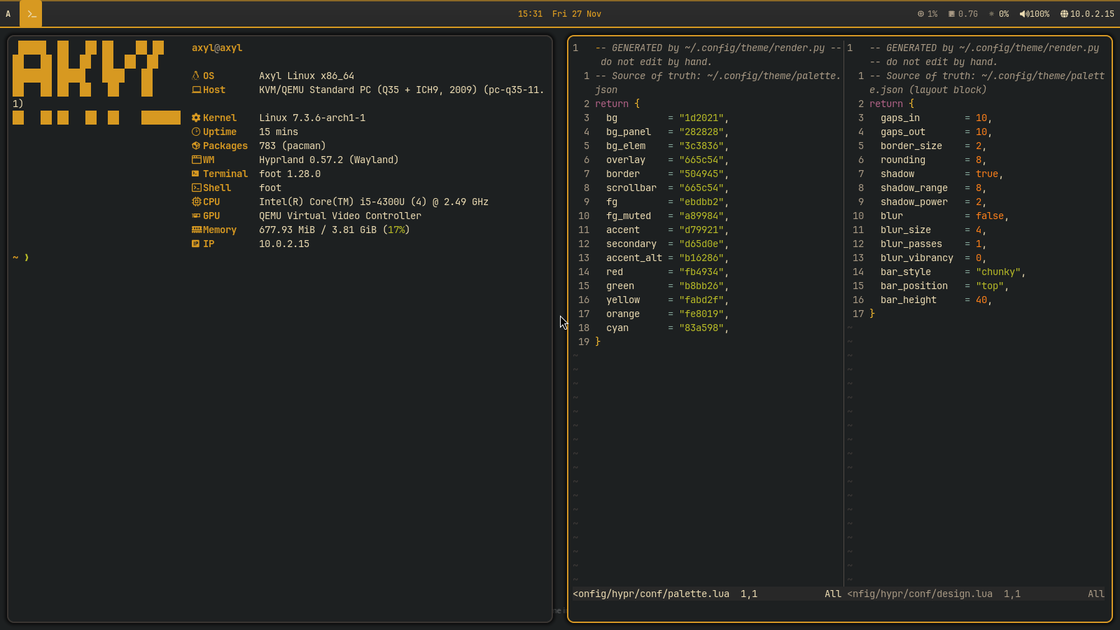 A
15:31 Fri 27 Nov
1% 0.7G 0% 100% 10.0.2.15
axyl@axyl
OS Axyl Linux x86_64
Host KVM/QEMU Standard PC (Q35 + ICH9, 2009) (pc-q35-11.
1)
Kernel Linux 7.3.6-arch1-1
Uptime 15 mins
Packages 783 (pacman)
WM Hyprland 0.57.2 (Wayland)
Terminal foot 1.28.0
Shell foot
CPU Intel(R) Core(TM) i5-4300U (4) @ 2.49 GHz
GPU QEMU Virtual Video Controller
Memory 677.93 MiB / 3.81 GiB (17%)
IP 10.0.2.15
~ ❯
1 -- GENERATED by ~/.config/theme/render.py --
do not edit by hand.
1 -- Source of truth: ~/.config/theme/palette.
json
2 return {
3 bg = "1d2021",
4 bg_panel = "282828",
5 bg_elem = "3c3836",
6 overlay = "665c54",
7 border = "504945",
8 scrollbar = "665c54",
9 fg = "ebdbb2",
10 fg_muted = "a89984",
11 accent = "d79921",
12 secondary = "d65d0e",
13 accent_alt = "b16286",
14 red = "fb4934",
15 green = "b8bb26",
16 yellow = "fabd2f",
17 orange = "fe8019",
18 cyan = "83a598",
19 }
<onfig/hypr/conf/palette.lua 1,1 All
1 -- GENERATED by ~/.config/theme/render.py
-- do not edit by hand.
1 -- Source of truth: ~/.config/theme/palett
e.json (layout block)
2 return {
3 gaps_in = 10,
4 gaps_out = 10,
5 border_size = 2,
6 rounding = 8,
7 shadow = true,
8 shadow_range = 8,
9 shadow_power = 2,
10 blur = false,
11 blur_size = 4,
12 blur_passes = 1,
13 blur_vibrancy = 0,
14 bar_style = "chunky",
15 bar_position = "top",
16 bar_height = 40,
17 }
<nfig/hypr/conf/design.lua 1,1 All